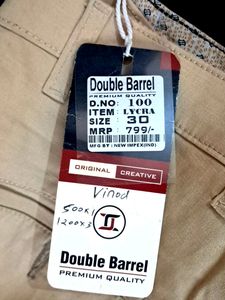 Double Barrel
PREMIUM QUALITY
D.NO: 100
ITEM : LYCRA
SIZE : 30
MRP : 799/-
MFG BY : NEW IMPEX(IND)
ORIGINAL CREATIVE
Vinod
500x1
1200x3
Double Barrel
PREMIUM QUALITY